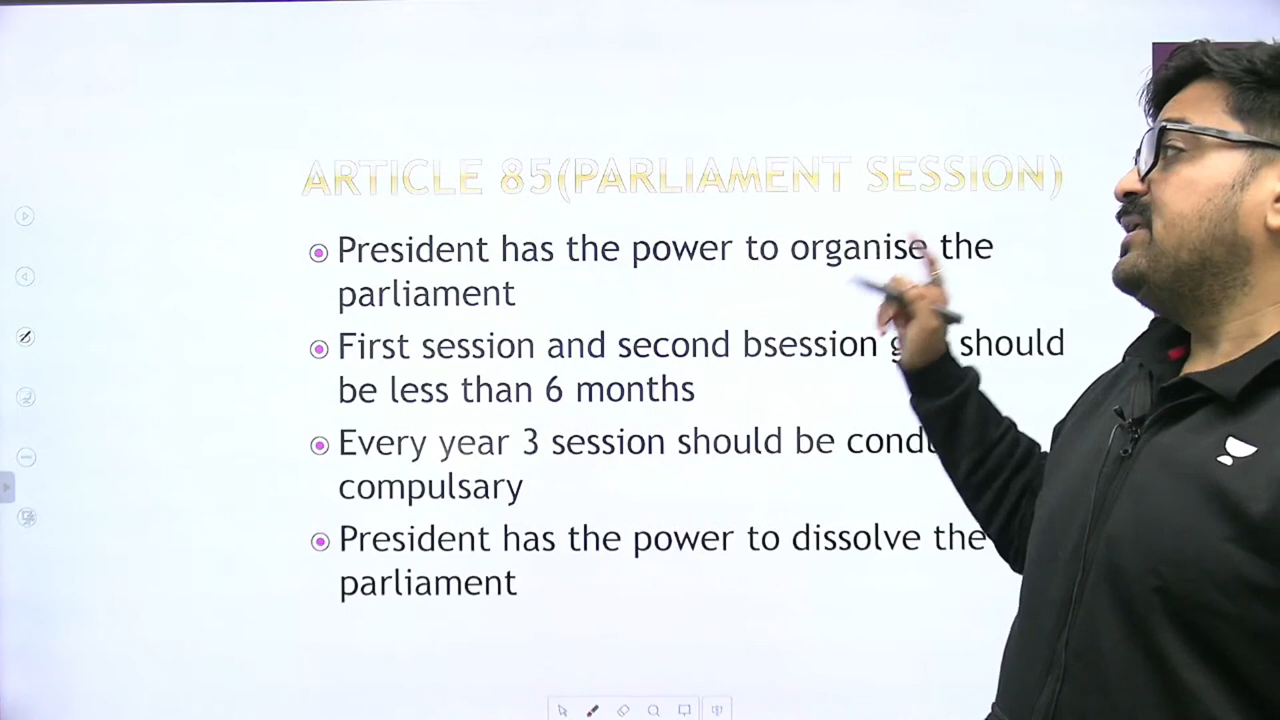 ARTICLE 85(PARLIAMENT SESSION)
President has the power to organise the
parliament
First session and second bsession should
be less than 6 months
Every year 3 session should be
compulsary
President has the power to dissolve the
parliament